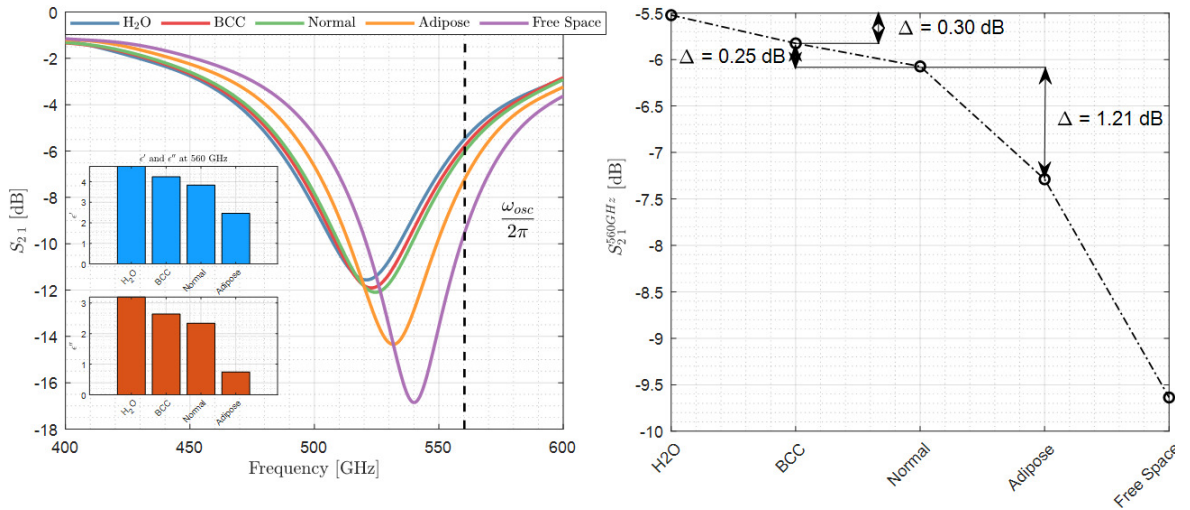 H₂O BCC Normal Adipose Free Space
0
-2
-4
-6
-8
-10
-12
-14
-16
-18
S₂₁ [dB]
400 450 500 550 600
Frequency [GHz]
ω_osc
2π
ϵ′ and ϵ″ at 560 GHz
4
3
2
1
0
ϵ′
H₂O BCC Normal Adipose
3
2
1
0
ϵ″
H₂O BCC Normal Adipose
-5.5
-6
-6.5
-7
-7.5
-8
-8.5
-9
-9.5
-10
S₂₁^560GHz [dB]
Δ = 0.30 dB
Δ = 0.25 dB
Δ = 1.21 dB
H2O BCC Normal Adipose Free Space